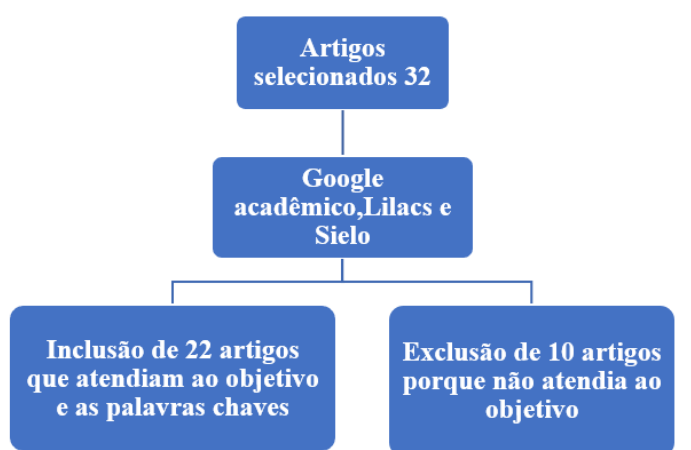 Artigos
selecionados 32
Google
acadêmico,Lilacs e
Sielo
Inclusão de 22 artigos
que atendiam ao objetivo
e as palavras chaves
Exclusão de 10 artigos
porque não atendia ao
objetivo